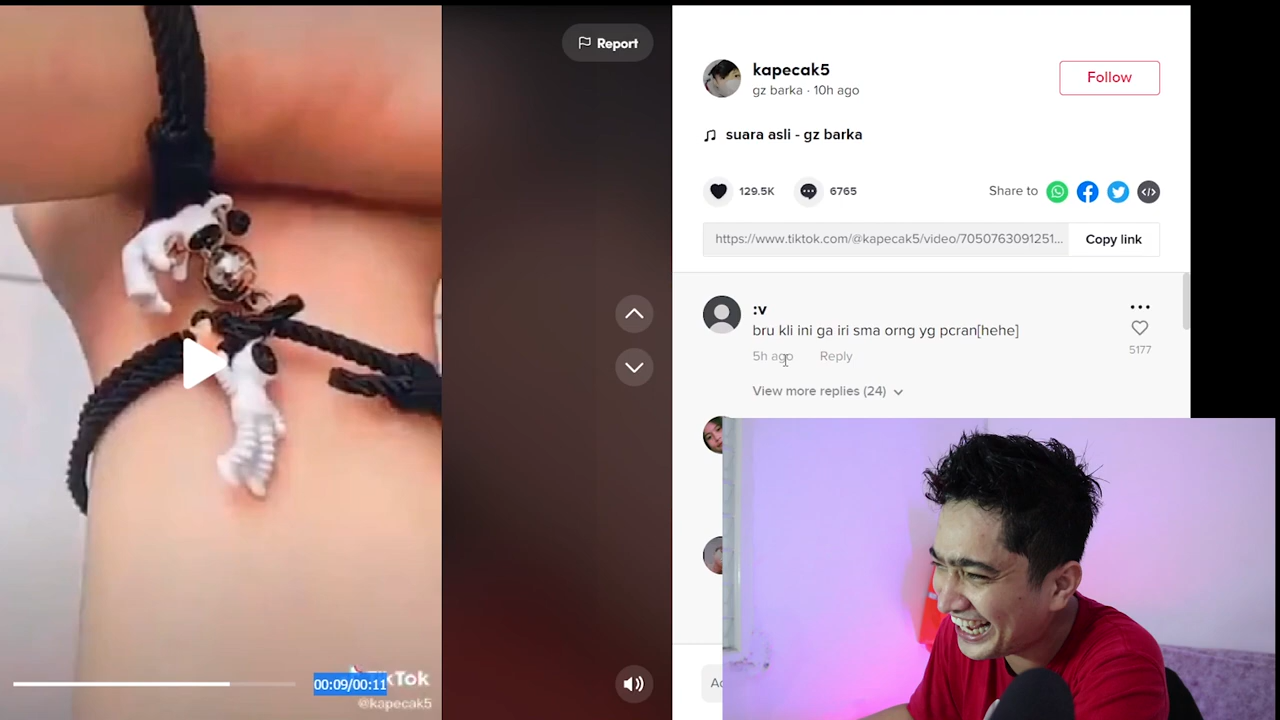 Report
kapecak5
gz barka · 10h ago
Follow
suara asli - gz barka
129.5K
6765
Share to
https://www.tiktok.com/@kapecak5/video/7050763091251...
Copy link
:v
bru kli ini ga iri sma orng yg pcran[hehe]
5h ago
Reply
5177
View more replies (24)
00:09/00:11
TikTok
@kapecak5